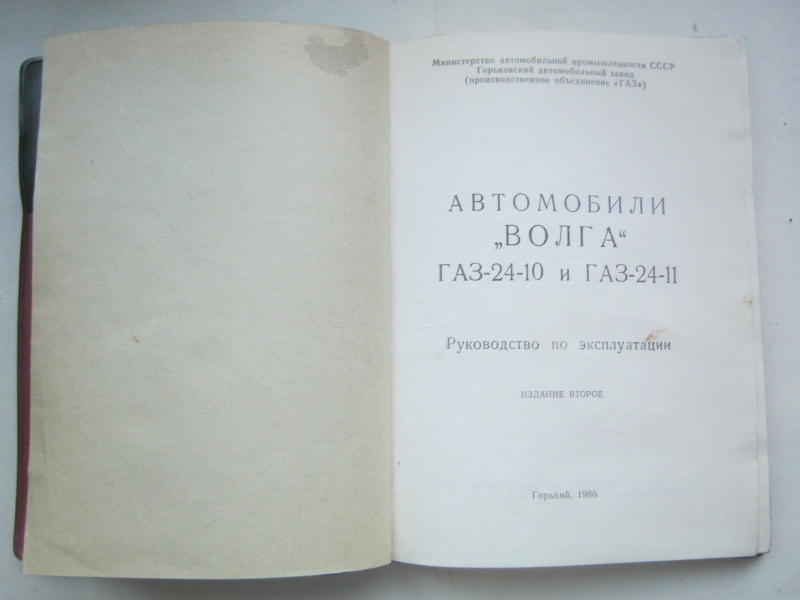 Министерство автомобильной промышленности СССР
Горьковский автомобильный завод
(производственное объединение «ГАЗ»)
АВТОМОБИЛИ
„ВОЛГА“
ГАЗ-24-10 и ГАЗ-24-11
Руководство по эксплуатации
ИЗДАНИЕ ВТОРОЕ
Горький, 1986